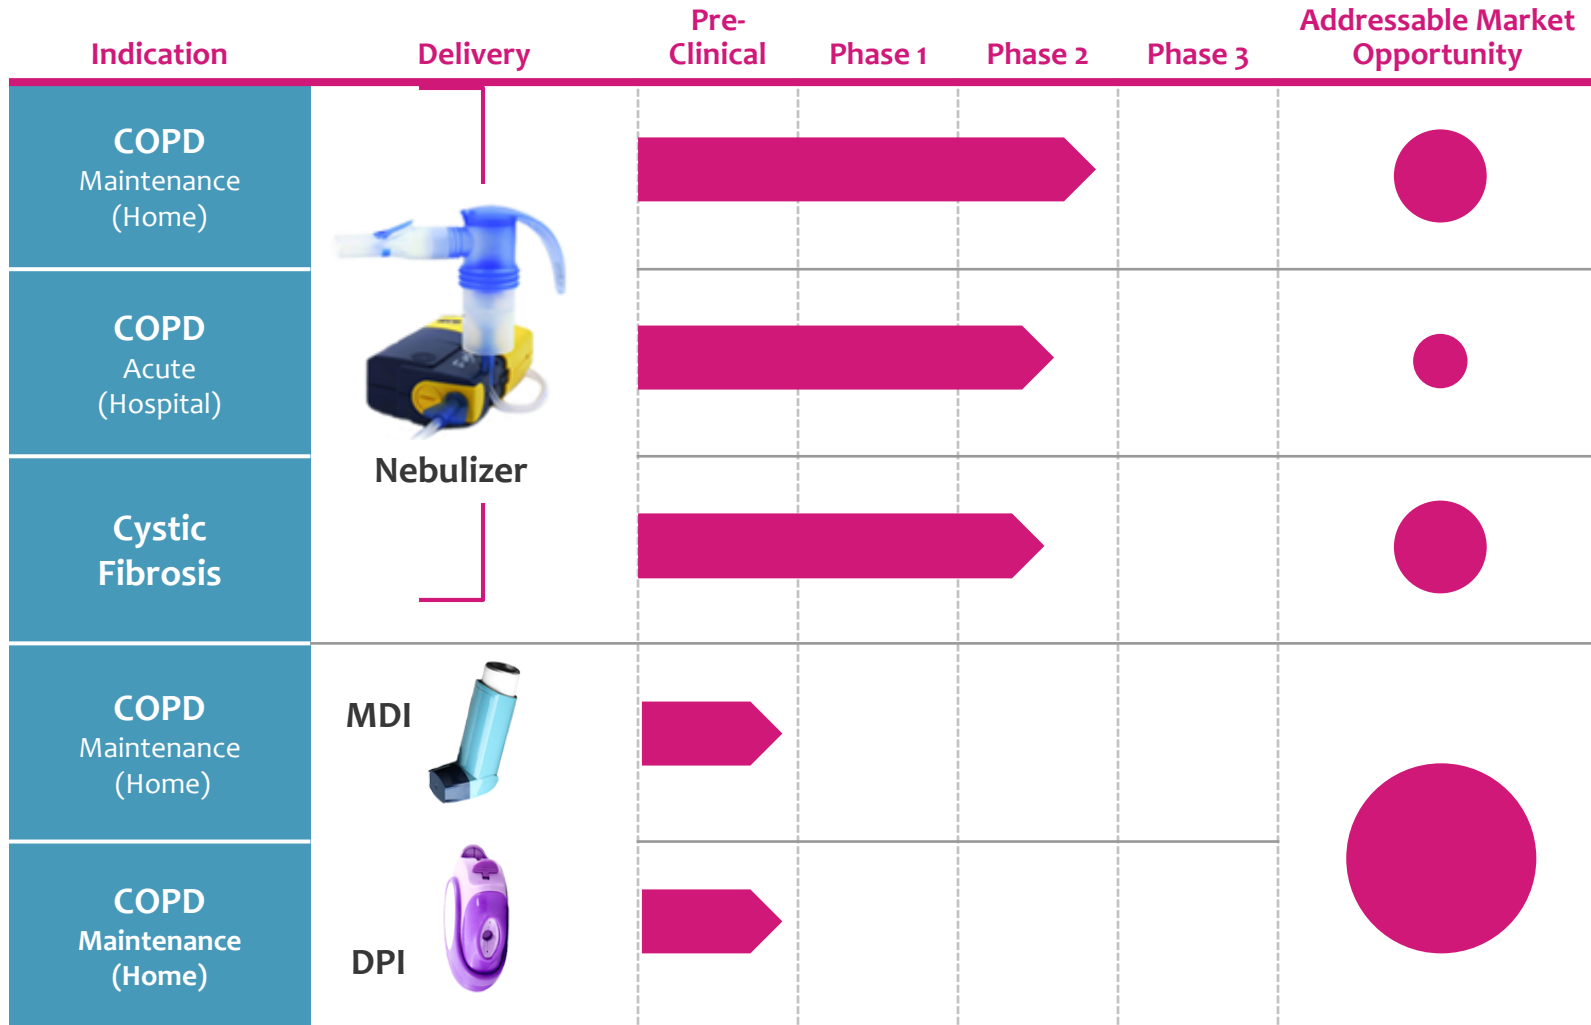 Indication
Delivery
Pre-
Clinical
Phase 1
Phase 2
Phase 3
Addressable Market
Opportunity
COPD
Maintenance
(Home)
COPD
Acute
(Hospital)
Nebulizer
Cystic
Fibrosis
COPD
Maintenance
(Home)
MDI
COPD
Maintenance
(Home)
DPI